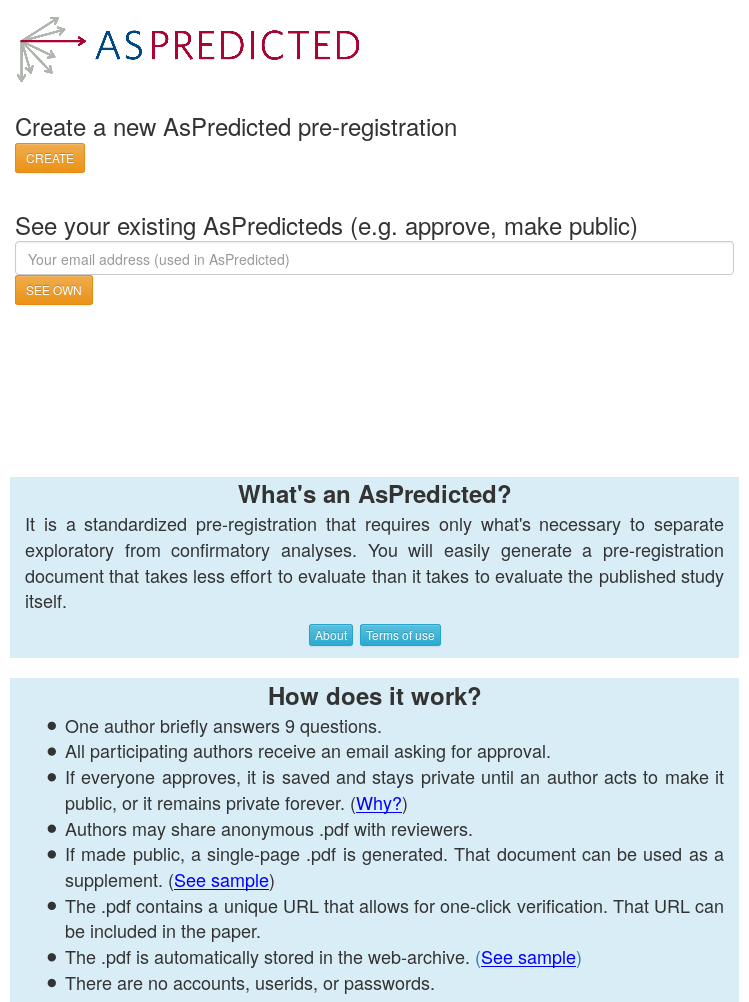 ASPREDICTED
Create a new AsPredicted pre-registration
CREATE
See your existing AsPredicteds (e.g. approve, make public)
Your email address (used in AsPredicted)
SEE OWN
What's an AsPredicted?
It is a standardized pre-registration that requires only what's necessary to separate
exploratory from confirmatory analyses. You will easily generate a pre-registration
document that takes less effort to evaluate than it takes to evaluate the published study
itself.
About Terms of use
How does it work?
● One author briefly answers 9 questions.
● All participating authors receive an email asking for approval.
● If everyone approves, it is saved and stays private until an author acts to make it
public, or it remains private forever. (Why?)
● Authors may share anonymous .pdf with reviewers.
● If made public, a single-page .pdf is generated. That document can be used as a
supplement. (See sample)
● The .pdf contains a unique URL that allows for one-click verification. That URL can
be included in the paper.
● The .pdf is automatically stored in the web-archive. (See sample)
● There are no accounts, userids, or passwords.